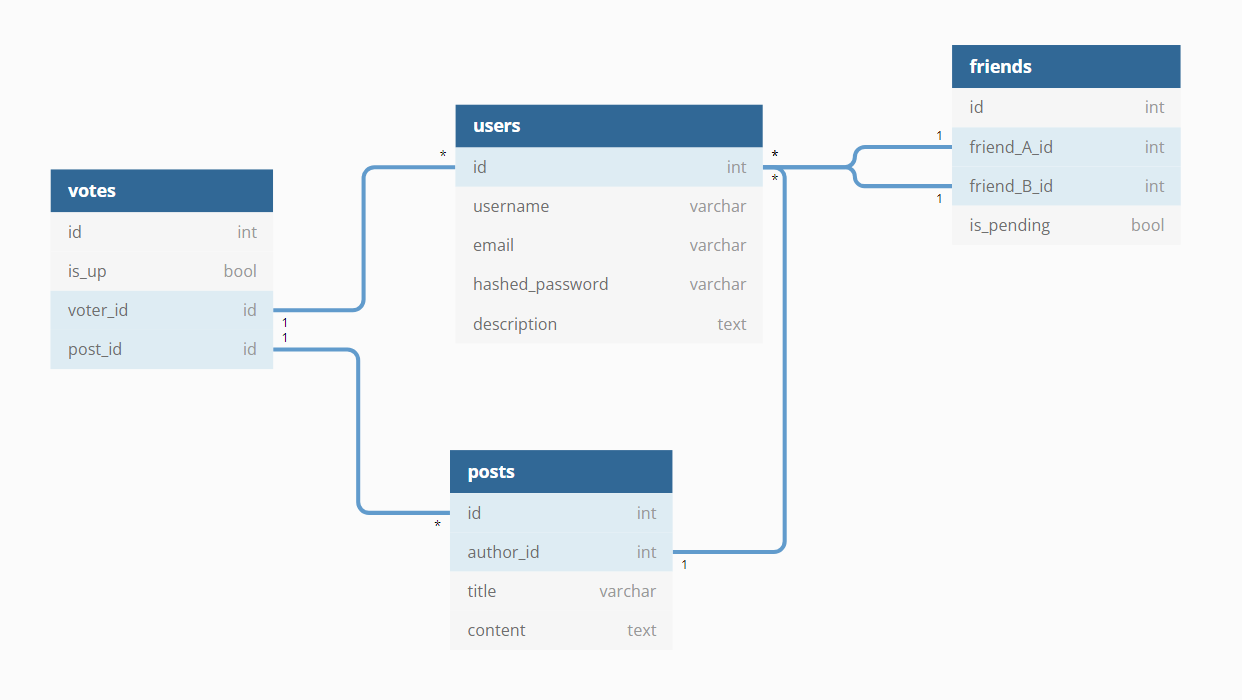 friends
id int
1 friend_A_id int
friend_B_id int
1
is_pending bool
users
* id int *
*
username varchar
email varchar
hashed_password varchar
description text
votes
id int
is_up bool
voter_id id
1
1
post_id id
posts
id int
*
author_id int
1
title varchar
content text